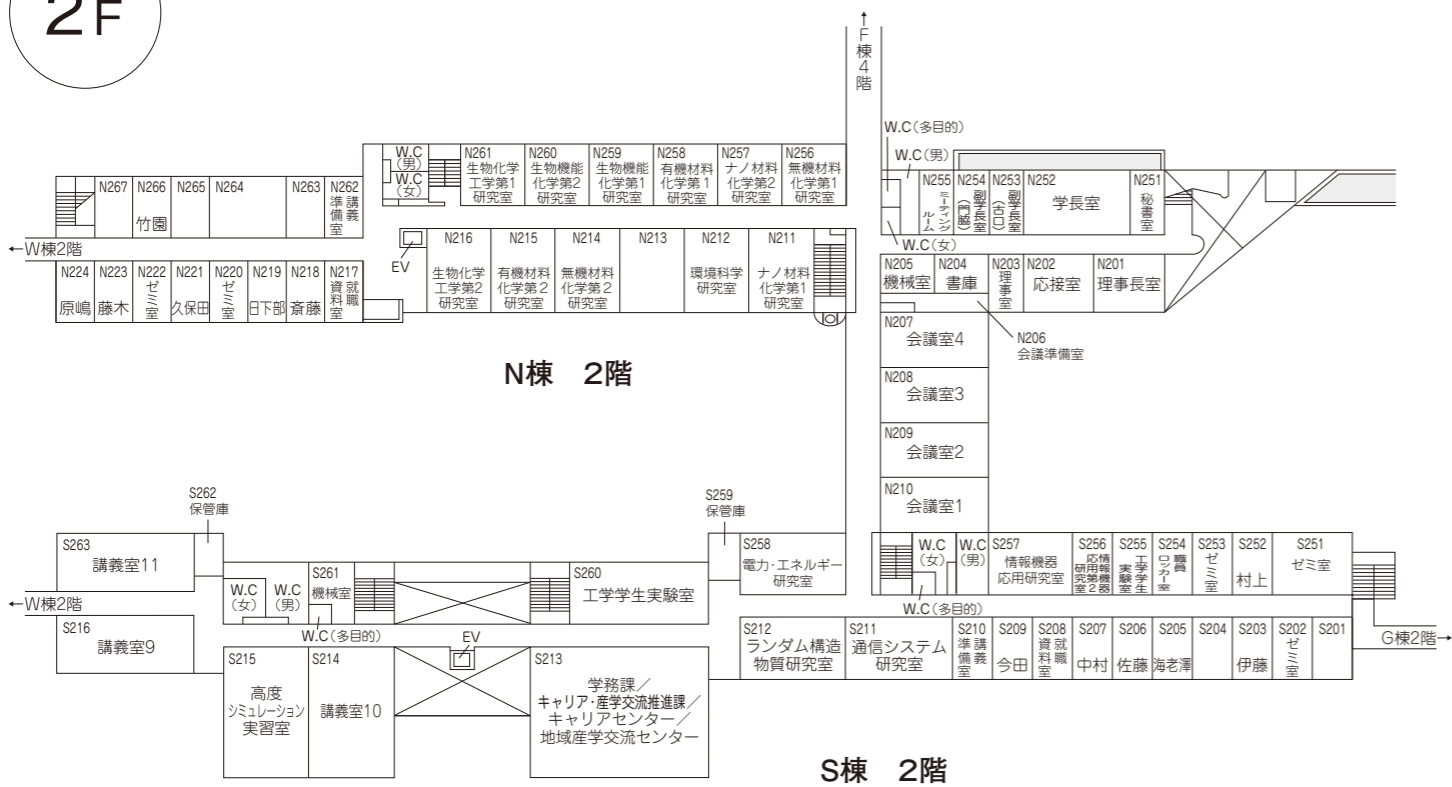 2F
↑F棟4階
W.C(多目的)
W.C(男)
W.C
(男)
W.C
(女)
N261
生物化学
工学第1
研究室
N260
生物機能
化学第2
研究室
N259
生物機能
化学第1
研究室
N258
有機材料
化学第1
研究室
N257
ナノ材料
化学第2
研究室
N256
無機材料
化学第1
研究室
N255
ミーティング
ルーム
N254
副学長室
(門脇)
N253
副学長室
(古口)
N252
学長室
N251
秘書室
N267
N266
竹園
N265
N264
N263
N262
講義
準備室
←W棟2階
EV
W.C(女)
N216
生物化学
工学第2
研究室
N215
有機材料
化学第2
研究室
N214
無機材料
化学第2
研究室
N213
N212
環境科学
研究室
N211
ナノ材料
化学第1
研究室
N205
機械室
N204
書庫
N203
理事室
N202
応接室
N201
理事長室
N224
原嶋
N223
藤木
N222
ゼミ室
N221
久保田
N220
ゼミ室
N219
日下部
N218
斎藤
N217
就職
資料室
N206
会議準備室
N207
会議室4
N208
会議室3
N209
会議室2
N210
会議室1
N棟 2階
S262
保管庫
S259
保管庫
S263
講義室11
W.C
(女)
W.C
(男)
S261
機械室
S260
工学学生実験室
S258
電力・エネルギー
研究室
W.C
(女)
W.C
(男)
S257
情報機器
応用研究室
S256
情報機器
応用第2
研究室
S255
工学学生
実験室
S254
職員
ロッカー室
S253
ゼミ室
S252
村上
S251
ゼミ室
←W棟2階
W.C(多目的)
EV
W.C(多目的)
G棟2階→
S216
講義室9
S215
高度
シミュレーション
実習室
S214
講義室10
S213
学務課/
キャリア・産学交流推進課/
キャリアセンター/
地域産学交流センター
S212
ランダム構造
物質研究室
S211
通信システム
研究室
S210
講義
準備室
S209
今田
S208
就職
資料室
S207
中村
S206
佐藤
S205
海老澤
S204
S203
伊藤
S202
ゼミ室
S201
S棟 2階